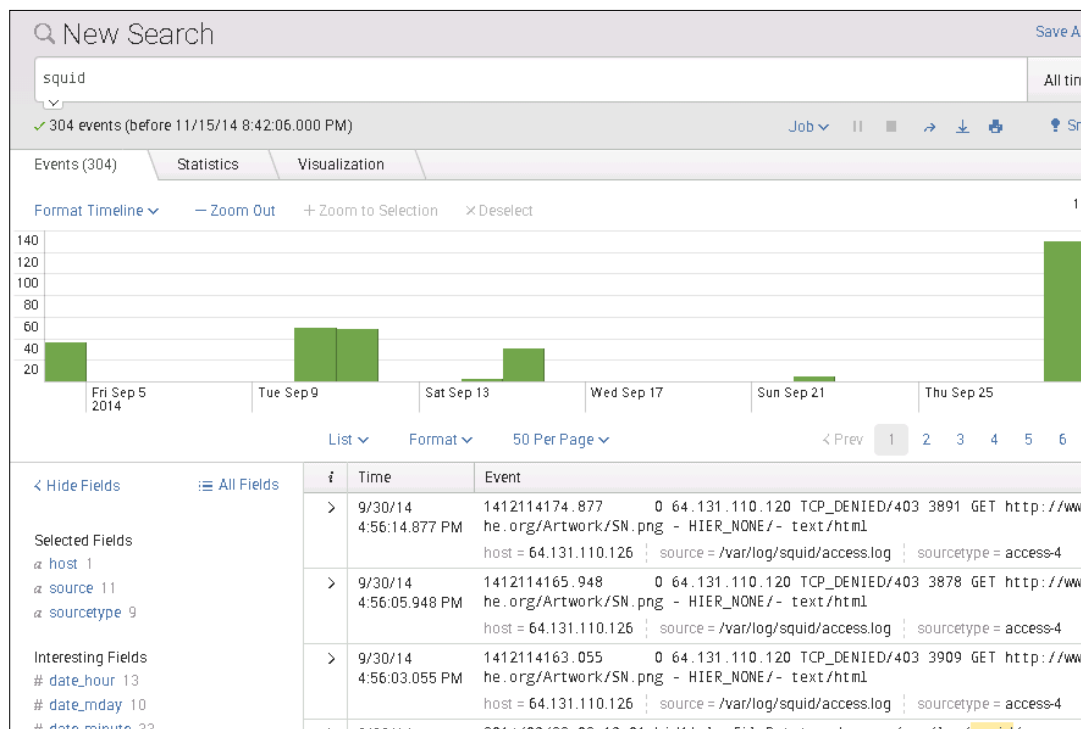 New Search
Save A
squid
All tin
304 events (before 11/15/14 8:42:06.000 PM)
Job
Sr
Events (304)
Statistics
Visualization
Format Timeline
— Zoom Out
+ Zoom to Selection
× Deselect
1
140
120
100
80
60
40
20
Fri Sep 5
2014
Tue Sep 9
Sat Sep 13
Wed Sep 17
Sun Sep 21
Thu Sep 25
List
Format
50 Per Page
< Prev
1
2
3
4
5
6
< Hide Fields
All Fields
i
Time
Event
Selected Fields
a host 1
a source 11
a sourcetype 9
Interesting Fields
# date_hour 13
# date_mday 10
# date_minute 33
> 9/30/14
4:56:14.877 PM
1412114174.877 0 64.131.110.120 TCP_DENIED/403 3891 GET http://ww
he.org/Artwork/SN.png - HIER_NONE/- text/html
host = 64.131.110.126 source = /var/log/squid/access.log sourcetype = access-4
> 9/30/14
4:56:05.948 PM
1412114165.948 0 64.131.110.120 TCP_DENIED/403 3878 GET http://ww
he.org/Artwork/SN.png - HIER_NONE/- text/html
host = 64.131.110.126 source = /var/log/squid/access.log sourcetype = access-4
> 9/30/14
4:56:03.055 PM
1412114163.055 0 64.131.110.120 TCP_DENIED/403 3909 GET http://ww
he.org/Artwork/SN.png - HIER_NONE/- text/html
host = 64.131.110.126 source = /var/log/squid/access.log sourcetype = access-4